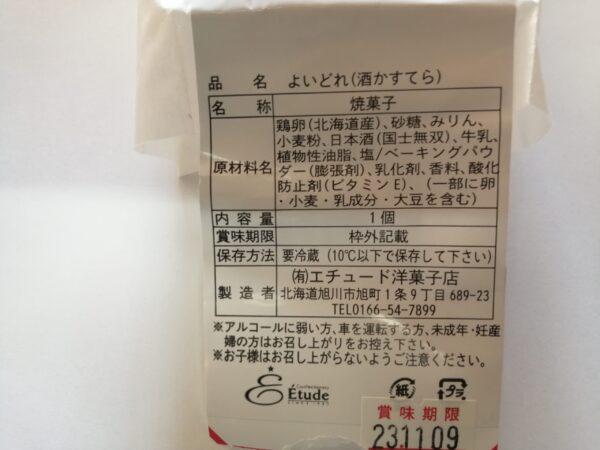 品名 よいどれ(酒かすてら)
名称 焼菓子
原材料名 鶏卵(北海道産)、砂糖、みりん、
小麦粉、日本酒(国士無双)、牛乳、
植物性油脂、塩/ベーキングパウ
ダー(膨張剤)、乳化剤、香料、酸化
防止剤(ビタミンE)、(一部に卵
・小麦・乳成分・大豆を含む)
内容量 1個
賞味期限 枠外記載
保存方法 要冷蔵(10℃以下で保存して下さい)
製造者 ㈲エチュード洋菓子店
北海道旭川市旭町1条9丁目689-23
TEL0166-54-7899
※アルコールに弱い方、車を運転する方、未成年・妊産
婦の方はお召し上がりをお控え下さい。
※お子様はお召し上がらないようご注意ください。
Confectionery
Étude
紙
プラ
賞味期限
23.11.09